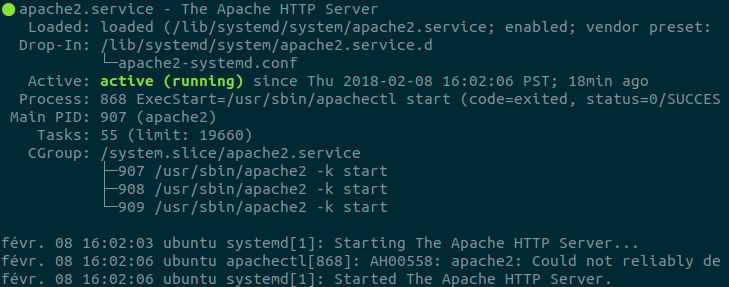 ●apache2.service - The Apache HTTP Server
Loaded: loaded (/lib/systemd/system/apache2.service; enabled; vendor preset:
Drop-In: /lib/systemd/system/apache2.service.d
└─apache2-systemd.conf
Active: active (running) since Thu 2018-02-08 16:02:06 PST; 18min ago
Process: 868 ExecStart=/usr/sbin/apachectl start (code=exited, status=0/SUCCES
Main PID: 907 (apache2)
Tasks: 55 (limit: 19660)
CGroup: /system.slice/apache2.service
├─907 /usr/sbin/apache2 -k start
├─908 /usr/sbin/apache2 -k start
└─909 /usr/sbin/apache2 -k start
févr. 08 16:02:03 ubuntu systemd[1]: Starting The Apache HTTP Server...
févr. 08 16:02:06 ubuntu apachectl[868]: AH00558: apache2: Could not reliably de
févr. 08 16:02:06 ubuntu systemd[1]: Started The Apache HTTP Server.